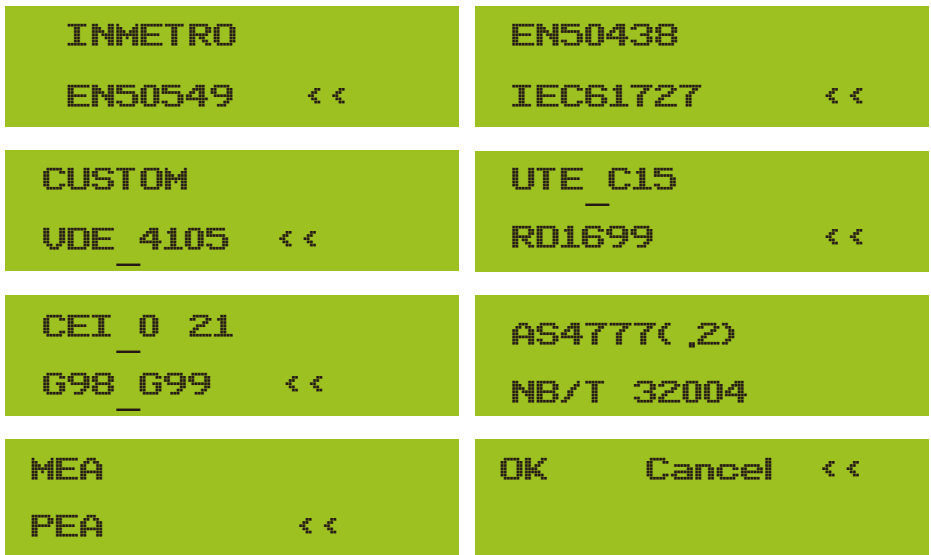 INMETRO
EN50549 <<
EN50438
IEC61727 <<
CUSTOM
VDE_4105 <<
UTE_C15
RD1699 <<
CEI_0 21
G98_G99 <<
AS4777( .2)
NB/T 32004
MEA
PEA <<
OK Cancel <<